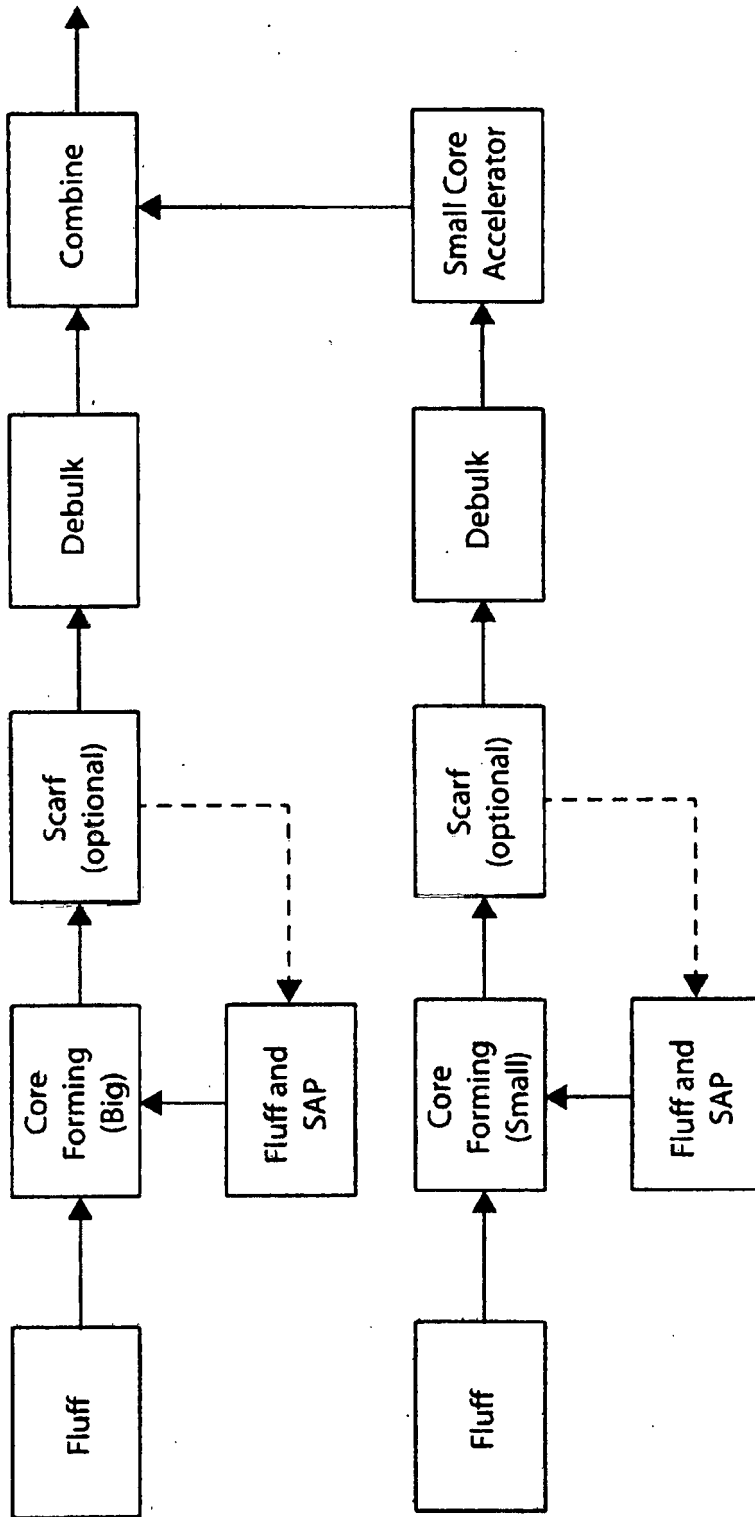 Fluff
Core
Forming
(Big)
Fluff and
SAP
Scarf
(optional)
Debulk
Combine
Fluff
Core
Forming
(Small)
Fluff and
SAP
Scarf
(optional)
Debulk
Small Core
Accelerator